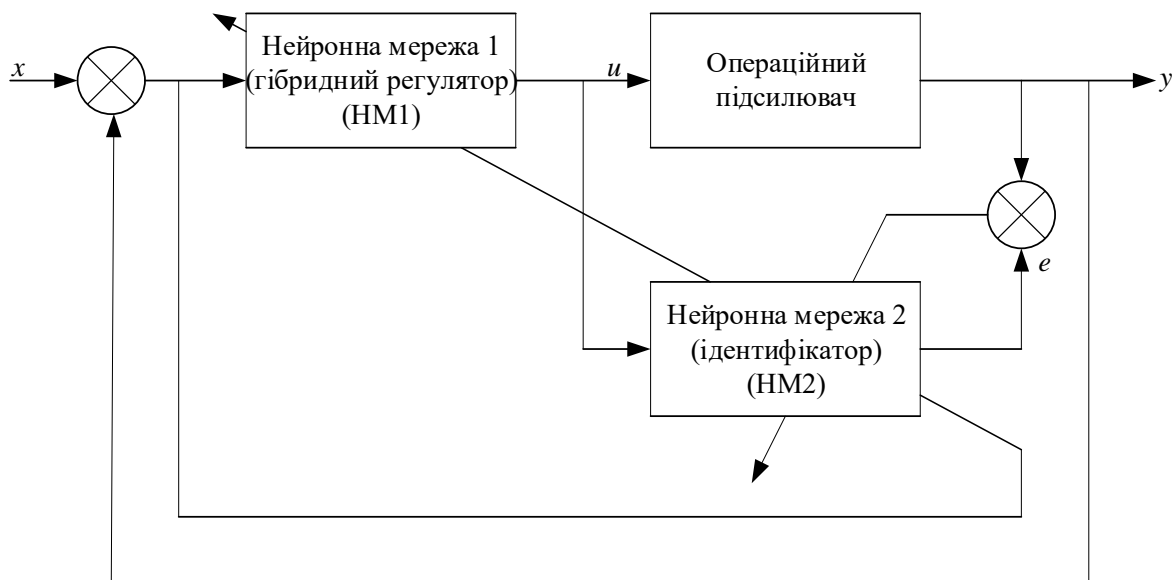 x
Нейронна мережа 1
(гібридний регулятор)
(НМ1)
u
Операційний
підсилювач
y
e
Нейронна мережа 2
(ідентифікатор)
(НМ2)